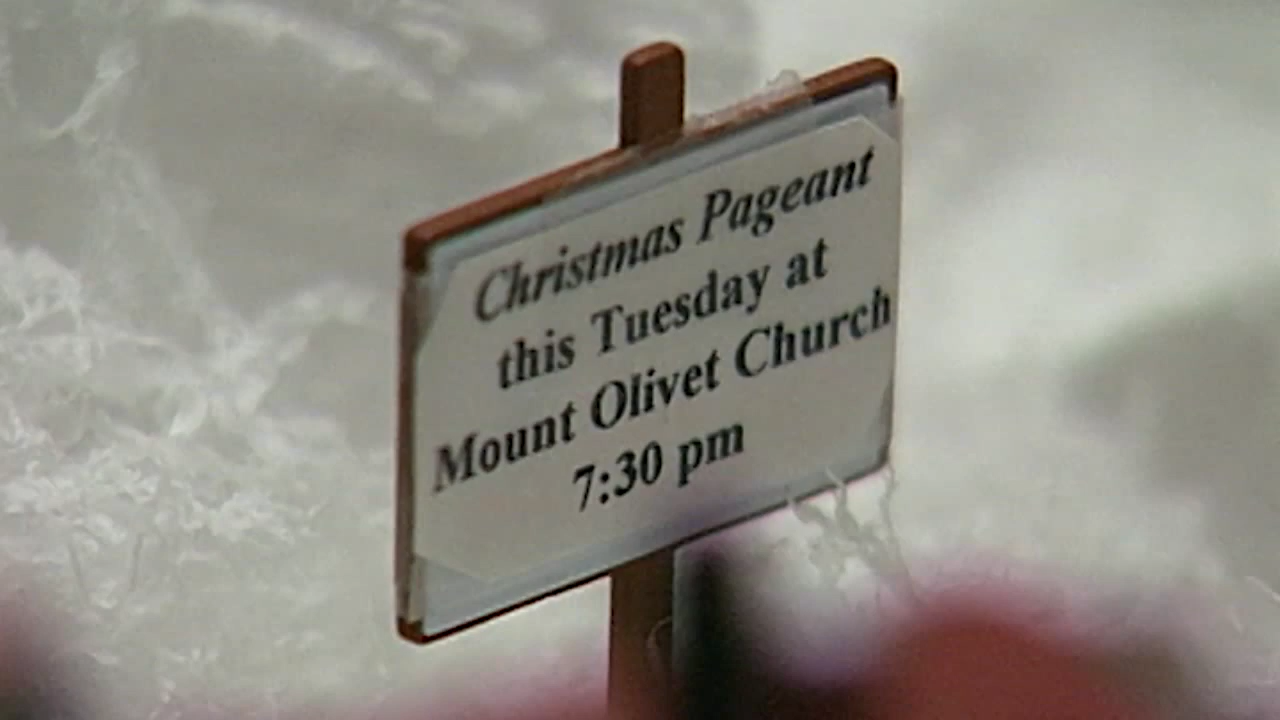 Christmas Pageant
this Tuesday at
Mount Olivet Church
7:30 pm